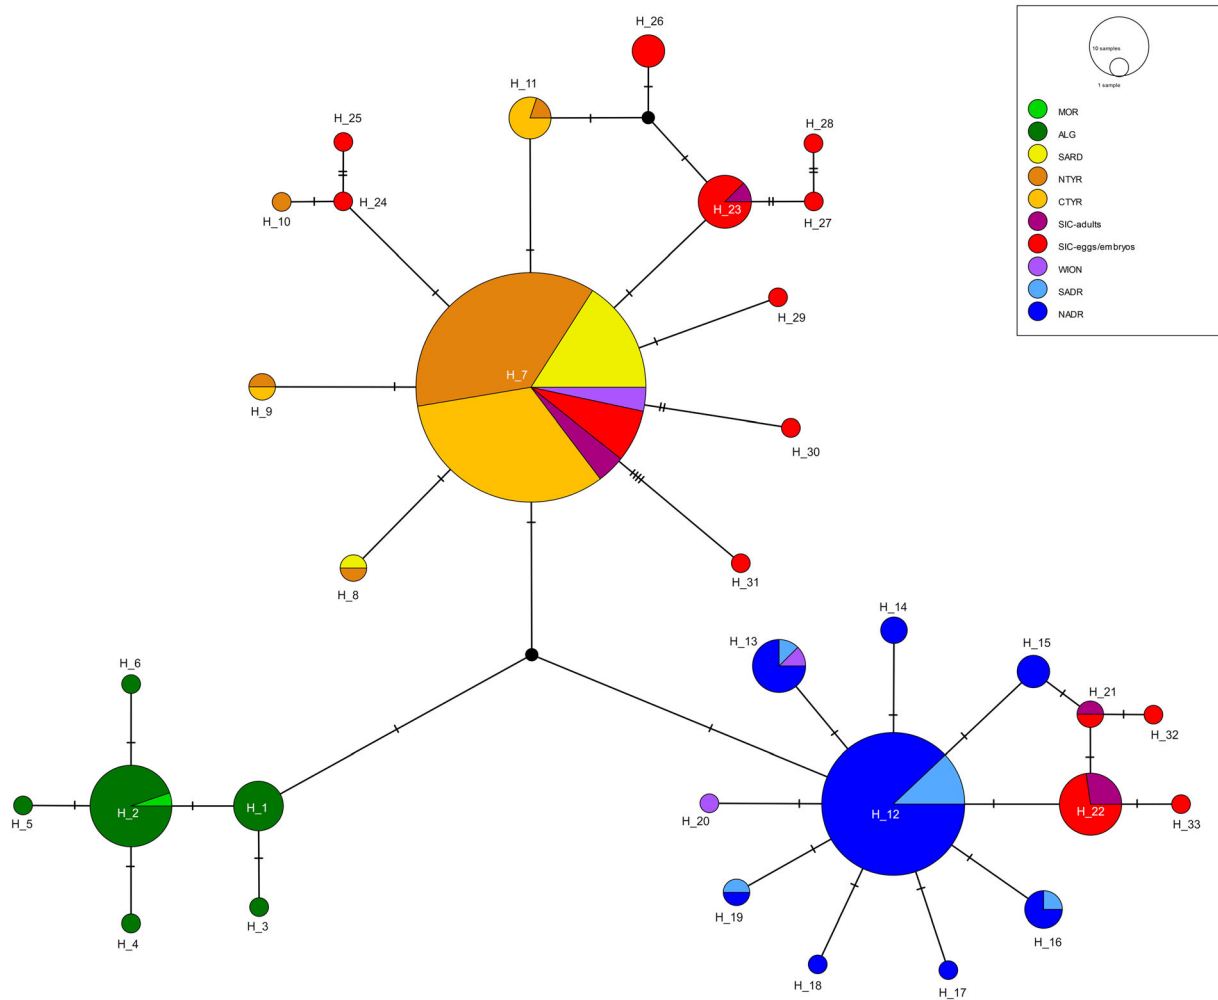 H_26
10 samples
1 sample
H_11
H_25
H_28
MOR
ALG
SARD
NTYR
CTYR
SIC-adults
SIC-eggs/embryos
WION
SADR
NADR
H_24
H_10
H_23
H_27
H_29
H_7
H_9
H_30
H_31
H_8
H_14
H_13
H_15
H_6
H_21
H_32
H_5
H_2
H_1
H_20
H_12
H_22
H_33
H_19
H_3
H_4
H_16
H_18
H_17